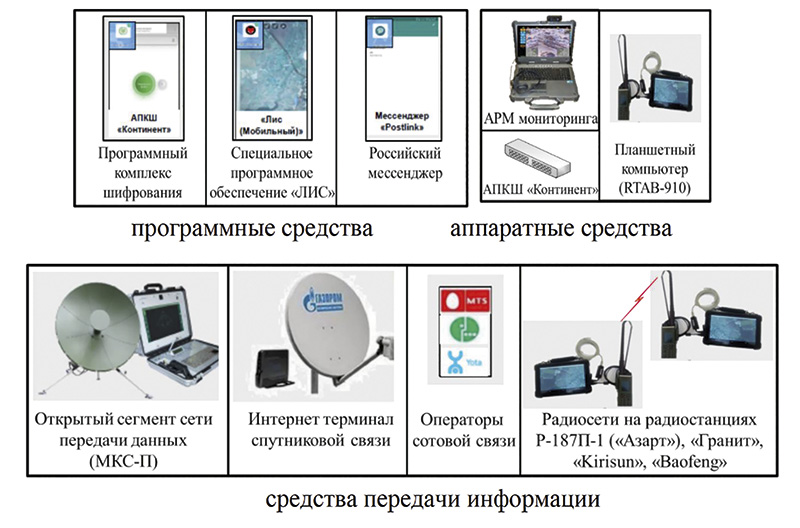 АПКШ
«Континент»
Программный
комплекс
шифрования
«Лис
(Мобильный)»
Специальное
программное
обеспечение «ЛИС»
Мессенджер
«Postlink»
Российский
мессенджер
АРМ мониторинга
АПКШ «Континент»
Планшетный
компьютер
(RTAB-910)
программные средства
аппаратные средства
Открытый сегмент сети
передачи данных
(МКС-П)
ГАЗПРОМ
Интернет терминал
спутниковой связи
MTS
Yota
Операторы
сотовой связи
Радиосети на радиостанциях
Р-187П-1 («Азарт»), «Гранит»,
«Kirisun», «Baofeng»
средства передачи информации